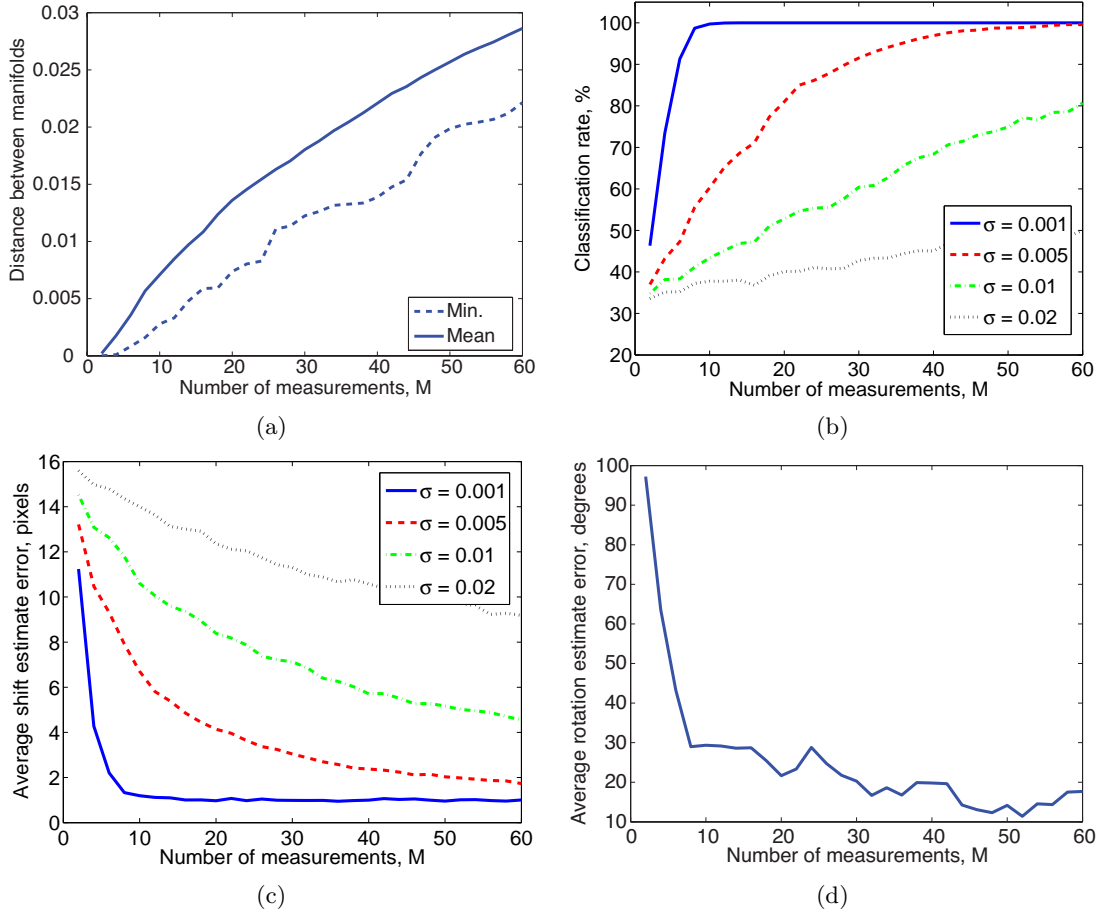 0.03
0.025
0.02
0.015
0.01
0.005
0
0 10 20 30 40 50 60
Distance between manifolds
Number of measurements, M
Min.
Mean
(a)
100
90
80
70
60
50
40
30
20
0 10 20 30 40 50 60
Classification rate, %
Number of measurements, M
σ = 0.001
σ = 0.005
σ = 0.01
σ = 0.02
(b)
16
14
12
10
8
6
4
2
0
0 10 20 30 40 50 60
Average shift estimate error, pixels
Number of measurements, M
σ = 0.001
σ = 0.005
σ = 0.01
σ = 0.02
(c)
100
90
80
70
60
50
40
30
20
10
0 10 20 30 40 50 60
Average rotation estimate error, degrees
Number of measurements, M
(d)